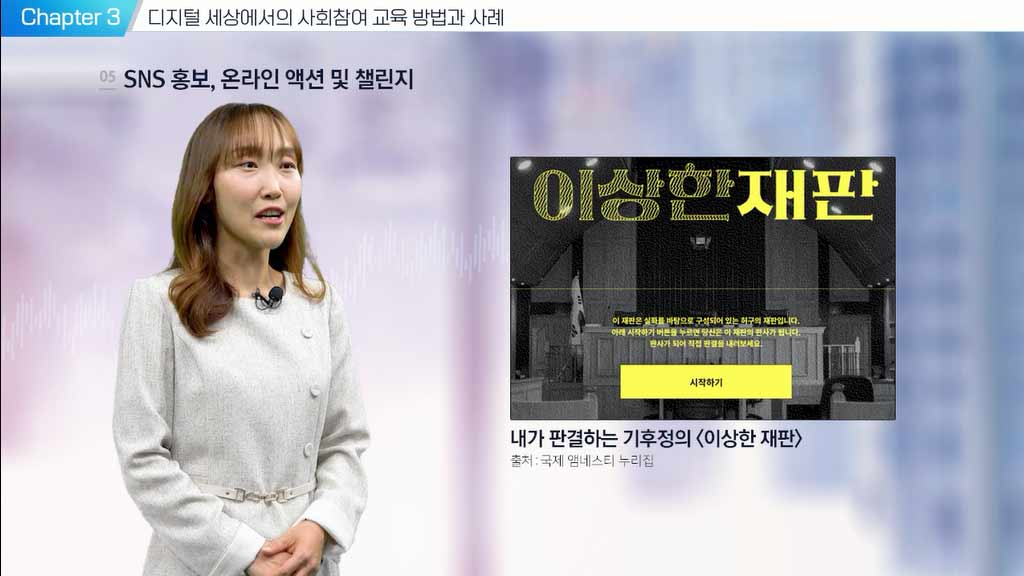 Chapter 3
디지털 세상에서의 사회참여 교육 방법과 사례
05 SNS 홍보, 온라인 액션 및 챌린지
이상한재판
이 재판은 실화를 바탕으로 구성되어 있는 허구의 재판입니다.
아래 시작하기 버튼을 누르면 당신은 이 재판의 판사가 됩니다.
판사가 되어 직접 판결을 내려보세요.
시작하기
내가 판결하는 기후정의 〈이상한 재판〉
출처 : 국제 앰네스티 누리집